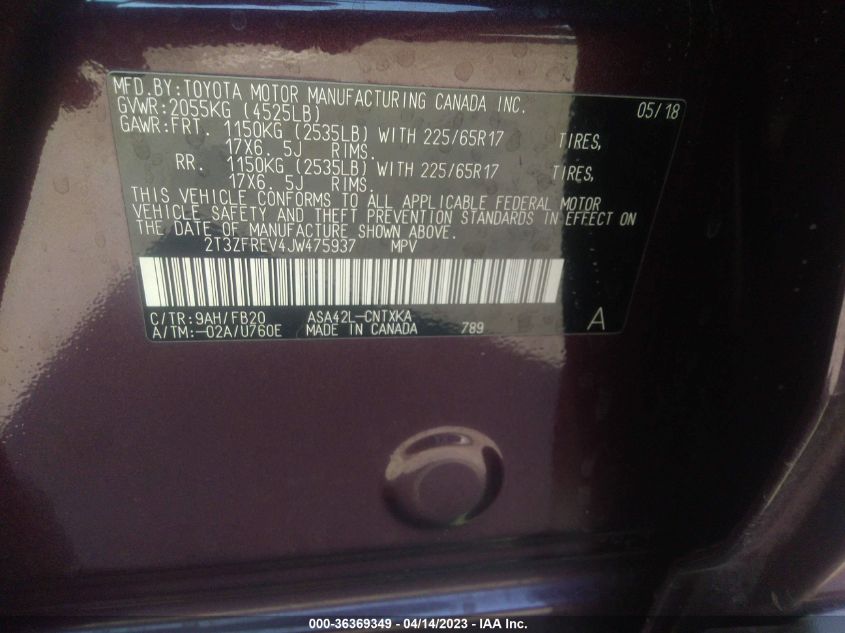 MFD.BY:TOYOTA MOTOR MANUFACTURING CANADA INC.
GVWR:2055KG (4525LB) 05/18
GAWR:FRT. 1150KG (2535LB) WITH 225/65R17 TIRES,
17X6. 5J RIMS.
RR. 1150KG (2535LB) WITH 225/65R17 TIRES,
17X6. 5J RIMS.
THIS VEHICLE CONFORMS TO ALL APPLICABLE FEDERAL MOTOR
VEHICLE SAFETY AND THEFT PREVENTION STANDARDS IN EFFECT ON
THE DATE OF MANUFACTURE SHOWN ABOVE.
2T3ZFREV4JW475937 MPV
C/TR:9AH/FB20 ASA42L-CNTXKA
A/TM:-02A/U760E MADE IN CANADA 789 A
000-36369349 - 04/14/2023 - IAA Inc.